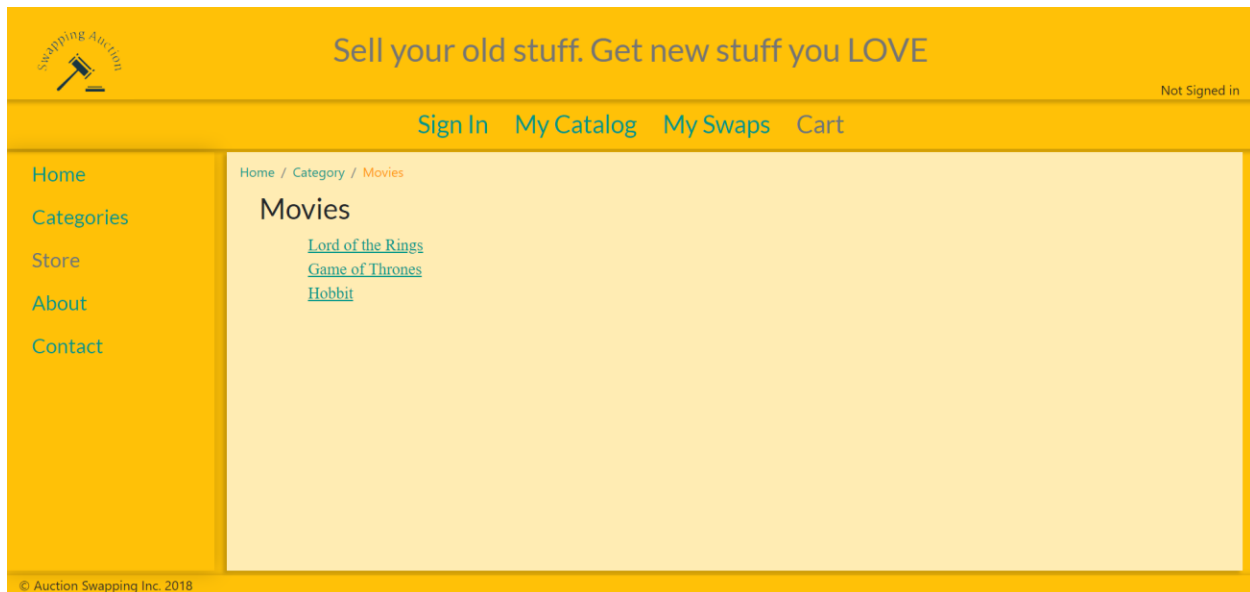 Swapping Auction
Sell your old stuff. Get new stuff you LOVE
Not Signed in
Sign In My Catalog My Swaps Cart
Home
Categories
Store
About
Contact
Home / Category / Movies
Movies
Lord of the Rings
Game of Thrones
Hobbit
© Auction Swapping Inc. 2018